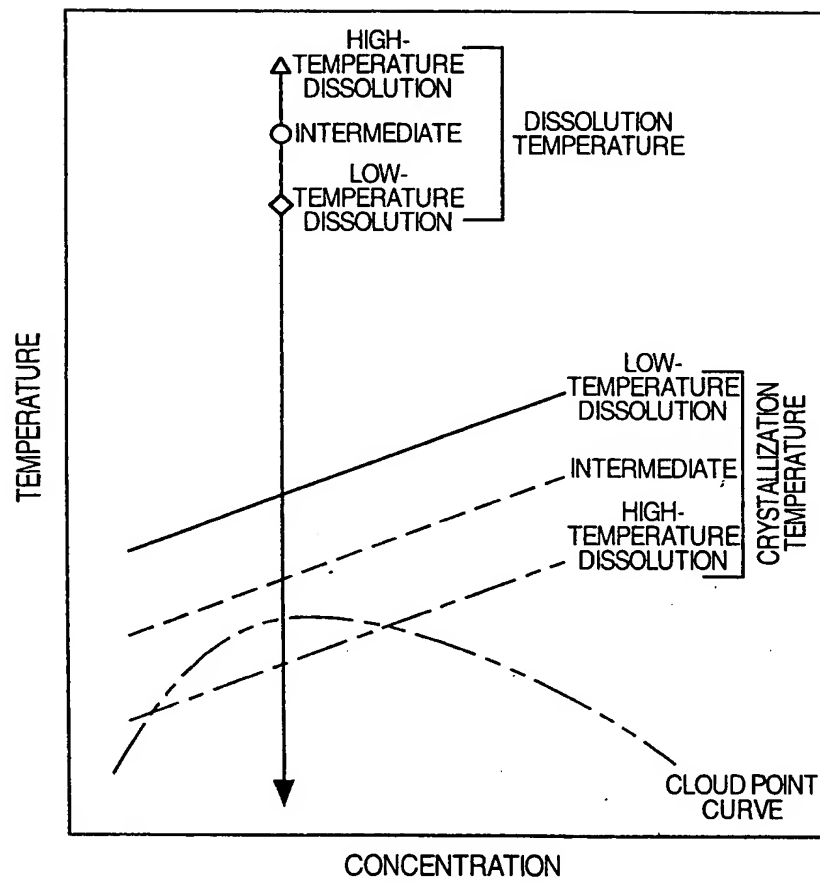 HIGH-
TEMPERATURE
DISSOLUTION
INTERMEDIATE
LOW-
TEMPERATURE
DISSOLUTION
DISSOLUTION
TEMPERATURE
TEMPERATURE
LOW-
TEMPERATURE
DISSOLUTION
INTERMEDIATE
HIGH-
TEMPERATURE
DISSOLUTION
CRYSTALLIZATION
TEMPERATURE
CLOUD POINT
CURVE
CONCENTRATION